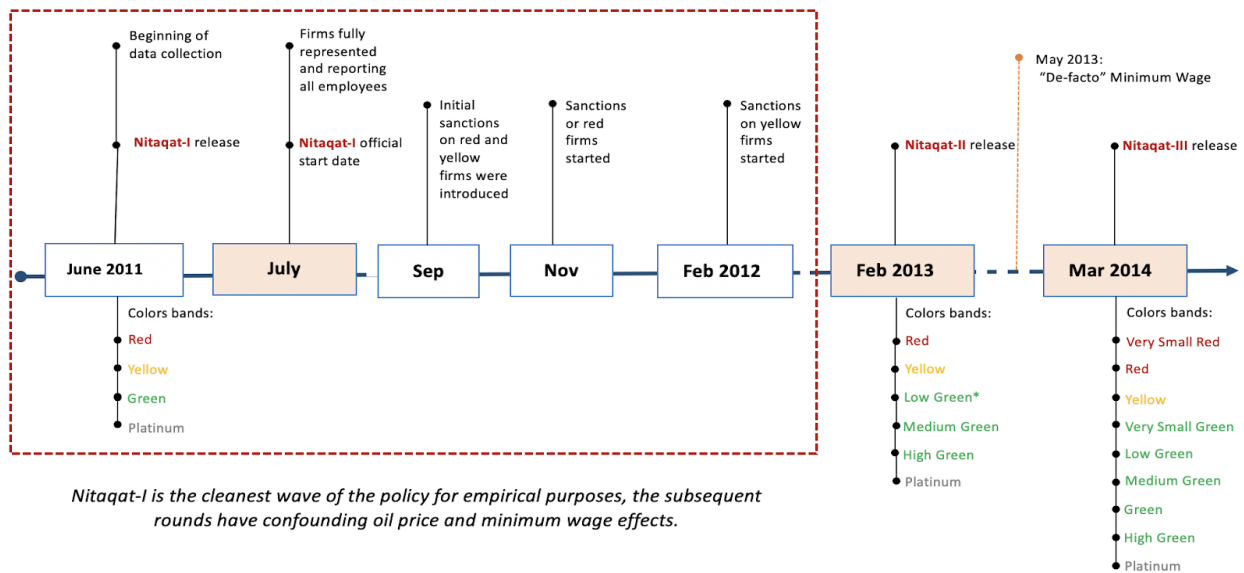 Beginning of
data collection
Nitaqat-I release
Firms fully
represented
and reporting
all employees
Nitaqat-I official
start date
Initial
sanctions
on red and
yellow
firms were
introduced
Sanctions
or red
firms
started
Sanctions
on yellow
firms
started
May 2013:
"De-facto" Minimum Wage
Nitaqat-II release
Nitaqat-III release
June 2011
July
Sep
Nov
Feb 2012
Feb 2013
Mar 2014
Colors bands:
Red
Yellow
Green
Platinum
Colors bands:
Red
Yellow
Low Green*
Medium Green
High Green
Platinum
Colors bands:
Very Small Red
Red
Yellow
Very Small Green
Low Green
Medium Green
Green
High Green
Platinum
Nitaqat-I is the cleanest wave of the policy for empirical purposes, the subsequent
rounds have confounding oil price and minimum wage effects.